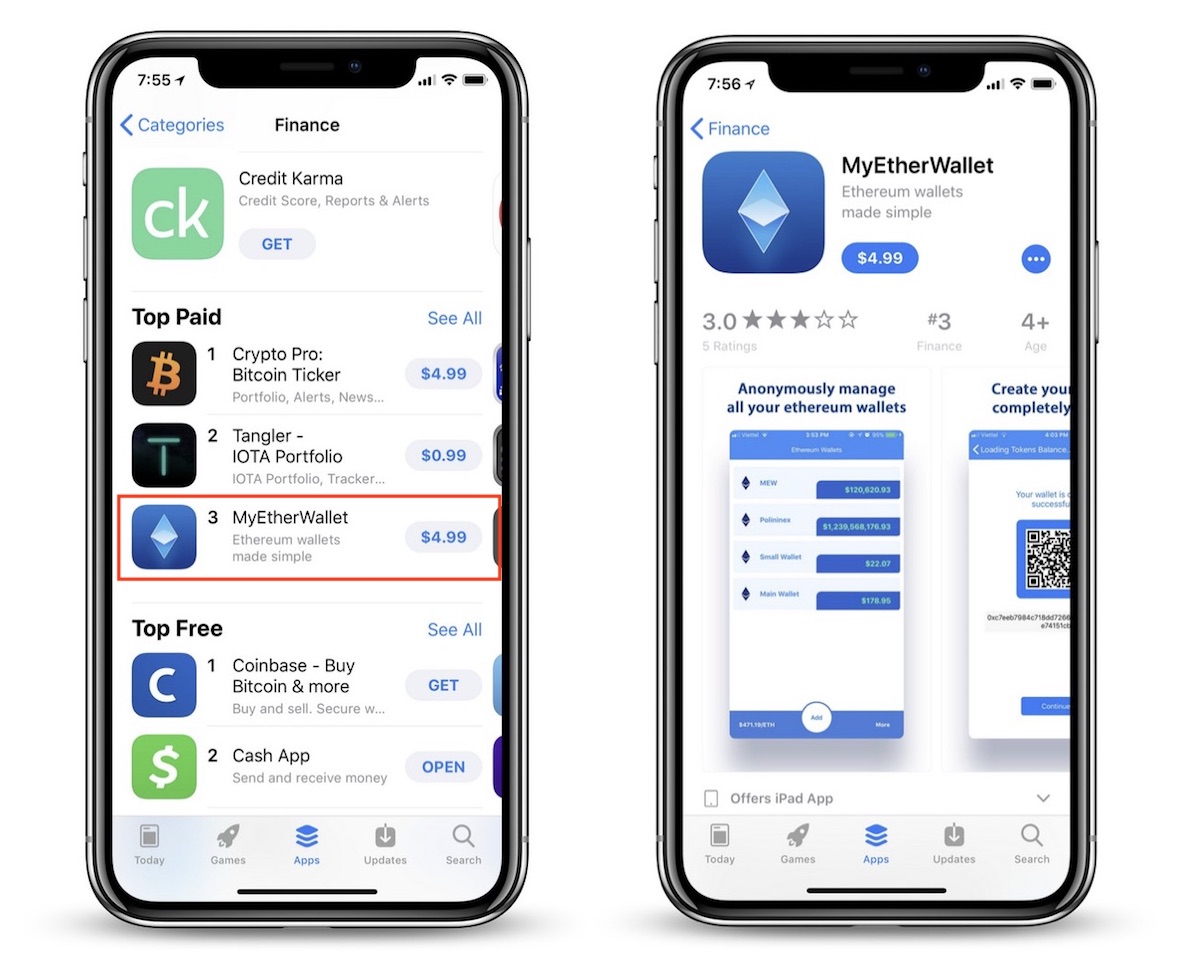 7:55
Categories
Finance
ck
Credit Karma
Credit Score, Reports & Alerts
GET
Top Paid
See All
1
Crypto Pro:
Bitcoin Ticker
Portfolio, Alerts, News...
$4.99
2
Tangler -
IOTA Portfolio
IOTA Portfolio, Tracker...
$0.99
3
MyEtherWallet
Ethereum wallets
made simple
$4.99
Top Free
See All
1
Coinbase - Buy
Bitcoin & more
Buy and sell. Secure w...
GET
2
Cash App
Send and receive money
OPEN
Today
Games
Apps
Updates
Search
7:56
Finance
MyEtherWallet
Ethereum wallets
made simple
$4.99
3.0
#3
4+
5 Ratings
Finance
Age
Anonymously manage
all your ethereum wallets
Viettel
3:53 PM
90%
Ethereum Wallets
MEW
$120,620.93
Polininex
$1,239,568,176.93
Small Wallet
$22.07
Main Wallet
$178.95
$471.19/ETH
Add
More
Create your
completely
Viettel
4:03 PM
Loading Tokens Balance...
Your wallet is
successfu
0xc7eeb7984c718dd7266
e74151cb
Continue
Offers iPad App
Today
Games
Apps
Updates
Search